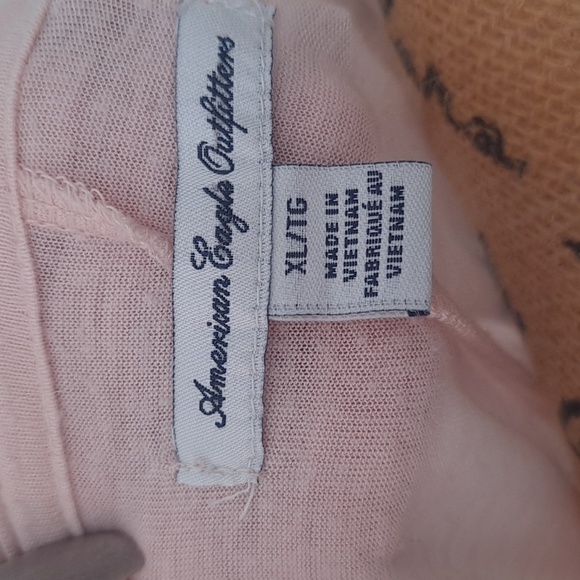 American Eagle Outfitters
XL/TG
MADE IN
VIETNAM
FABRIQUÉ AU
VIETNAM